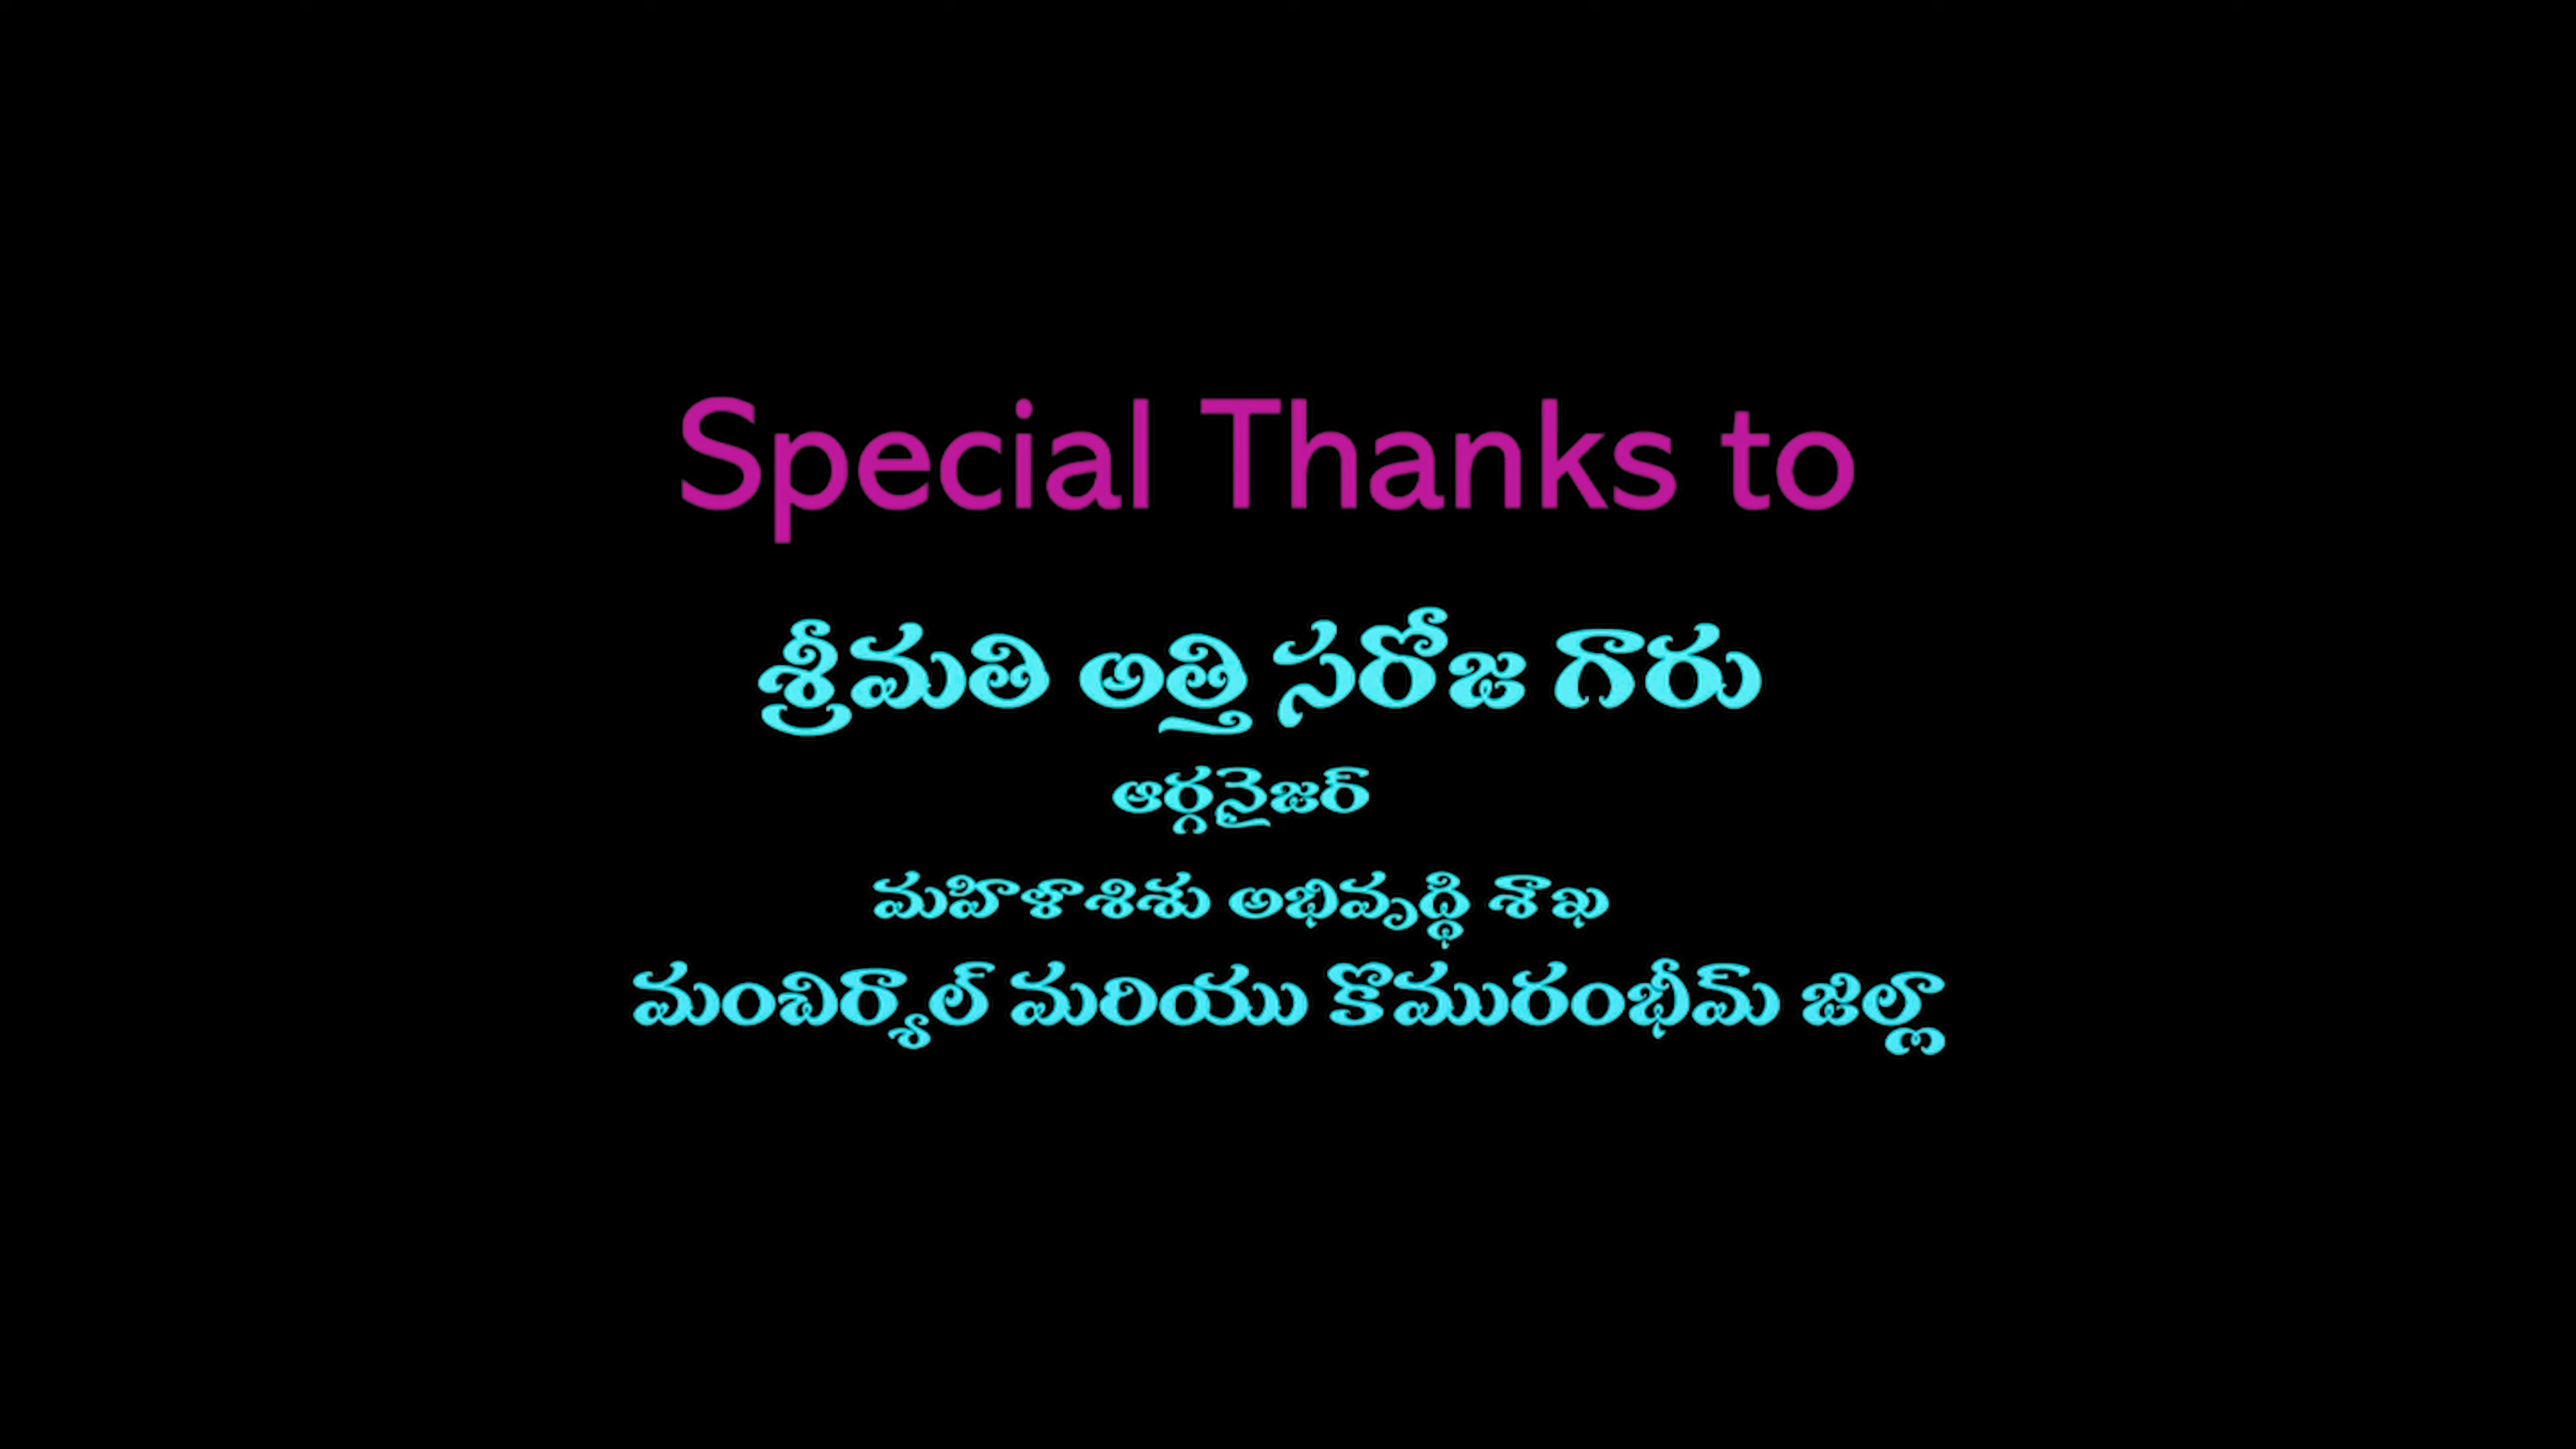 Special Thanks to
శ్రీమతి అత్తి సరోజ గారు
ఆర్గనైజర్
మహిళాశిశు అభివృద్ధి శాఖ
మంచిర్యాల్ మరియు కొమురంభీమ్ జిల్లా